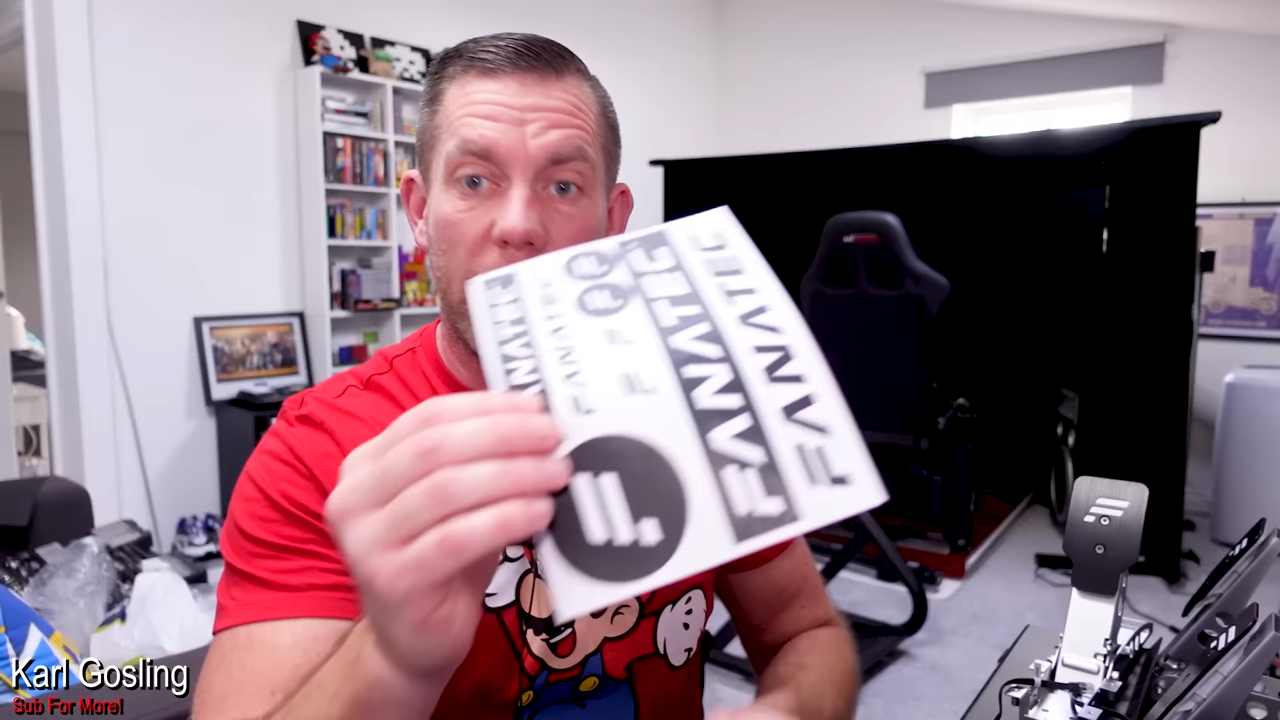 FANATEC
FANATEC
FANATEC
FANATEC
Karl Gosling
Sub For More!